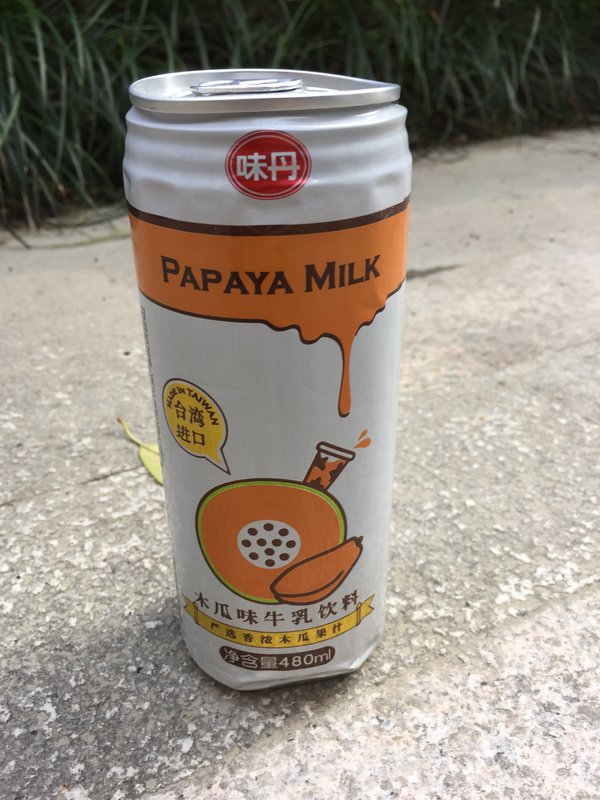 味丹
PAPAYA MILK
MADE IN TAIWAN
台湾
进口
木瓜味牛乳饮料
严选香浓木瓜果汁
净含量480ml